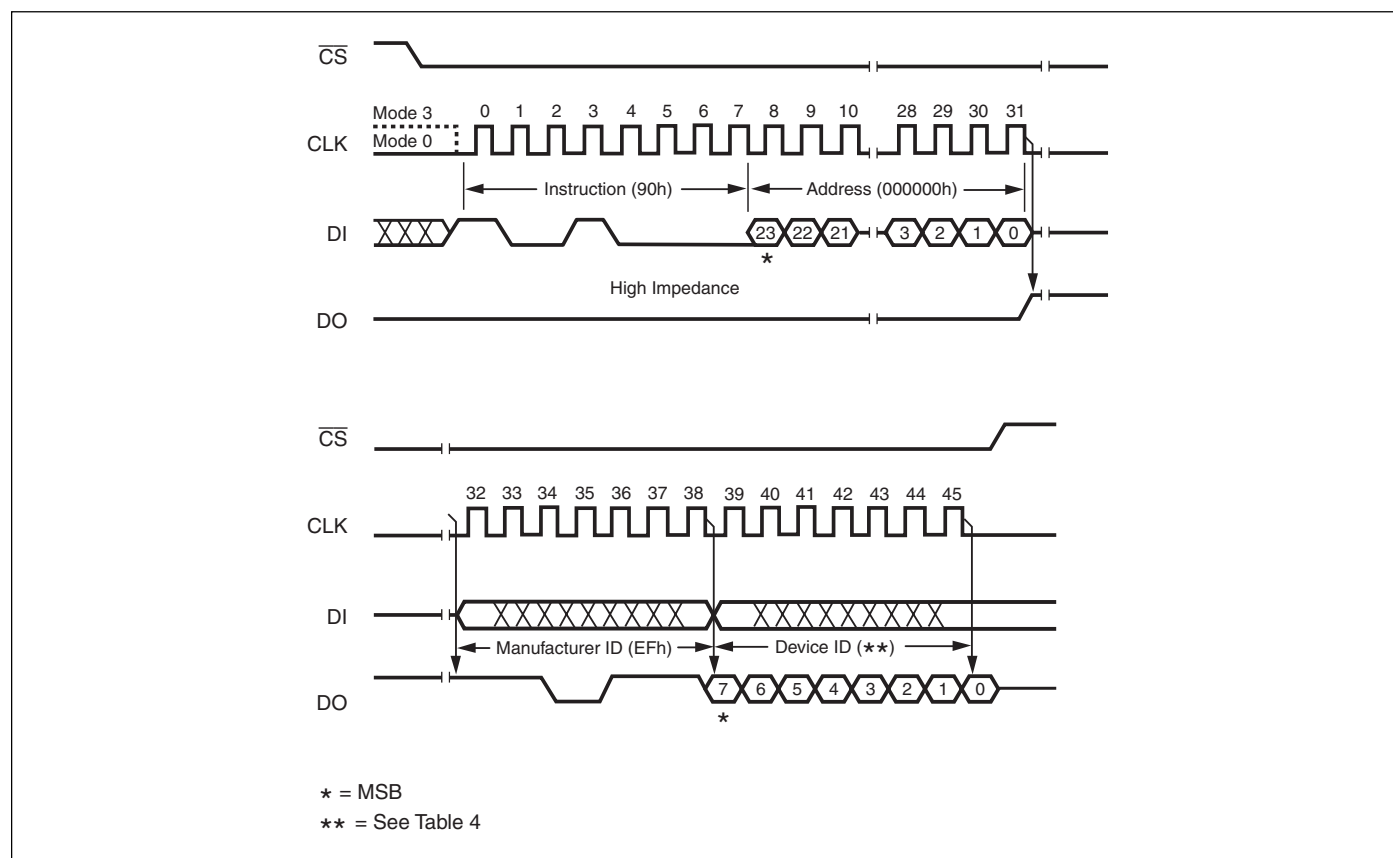 CS
Mode 3
Mode 0
CLK
0 1 2 3 4 5 6 7 8 9 10 28 29 30 31
Instruction (90h)
Address (000000h)
DI
23 22 21 3 2 1 0
*
High Impedance
DO
CS
32 33 34 35 36 37 38 39 40 41 42 43 44 45
CLK
DI
Manufacturer ID (EFh)
Device ID (**)
DO
7 6 5 4 3 2 1 0
*
* = MSB
** = See Table 4